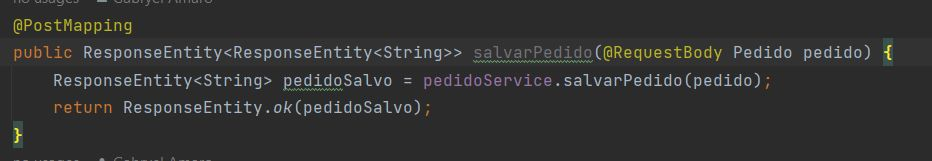 no usages Gabryel Amaro
@PostMapping
public ResponseEntity<ResponseEntity<String>> salvarPedido(@RequestBody Pedido pedido) {
ResponseEntity<String> pedidoSalvo = pedidoService.salvarPedido(pedido);
return ResponseEntity.ok(pedidoSalvo);
}
no usages Gabryel Amaro